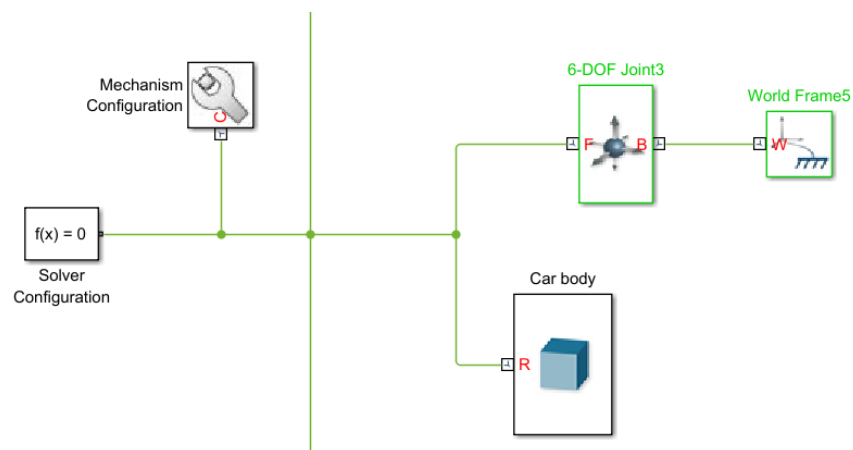 Mechanism
Configuration
C
f(x) = 0
Solver
Configuration
6-DOF Joint3
F
B
World Frame5
W
Car body
R